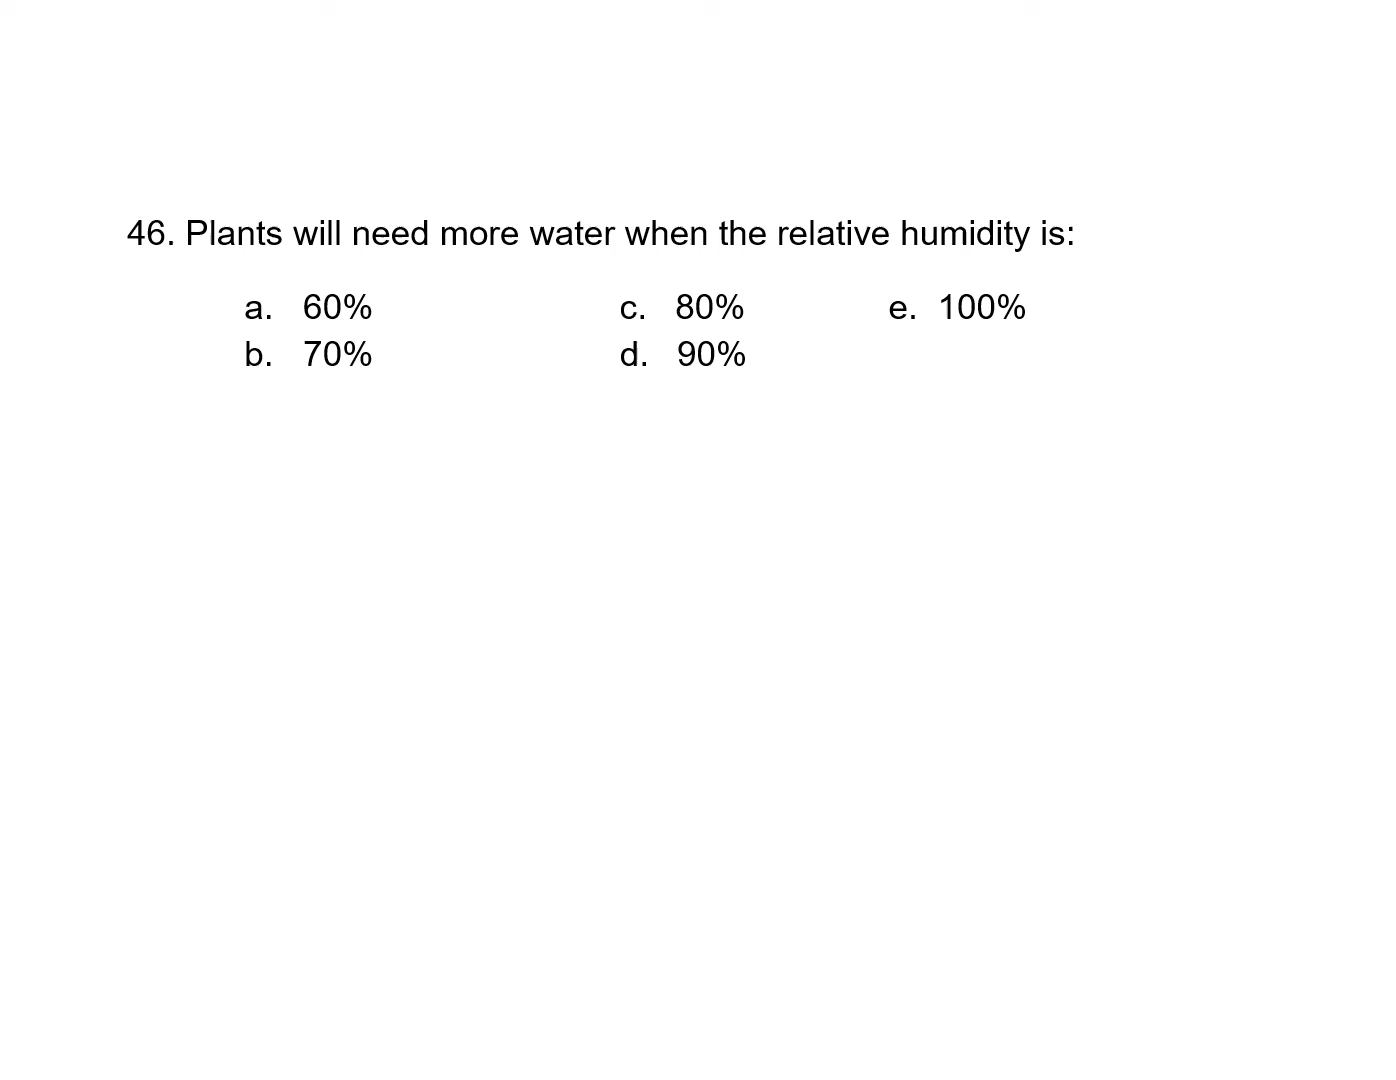 46. Plants will need more water when the relative humidity is:
a. 60% c. 80% e. 100%
b. 70% d. 90%